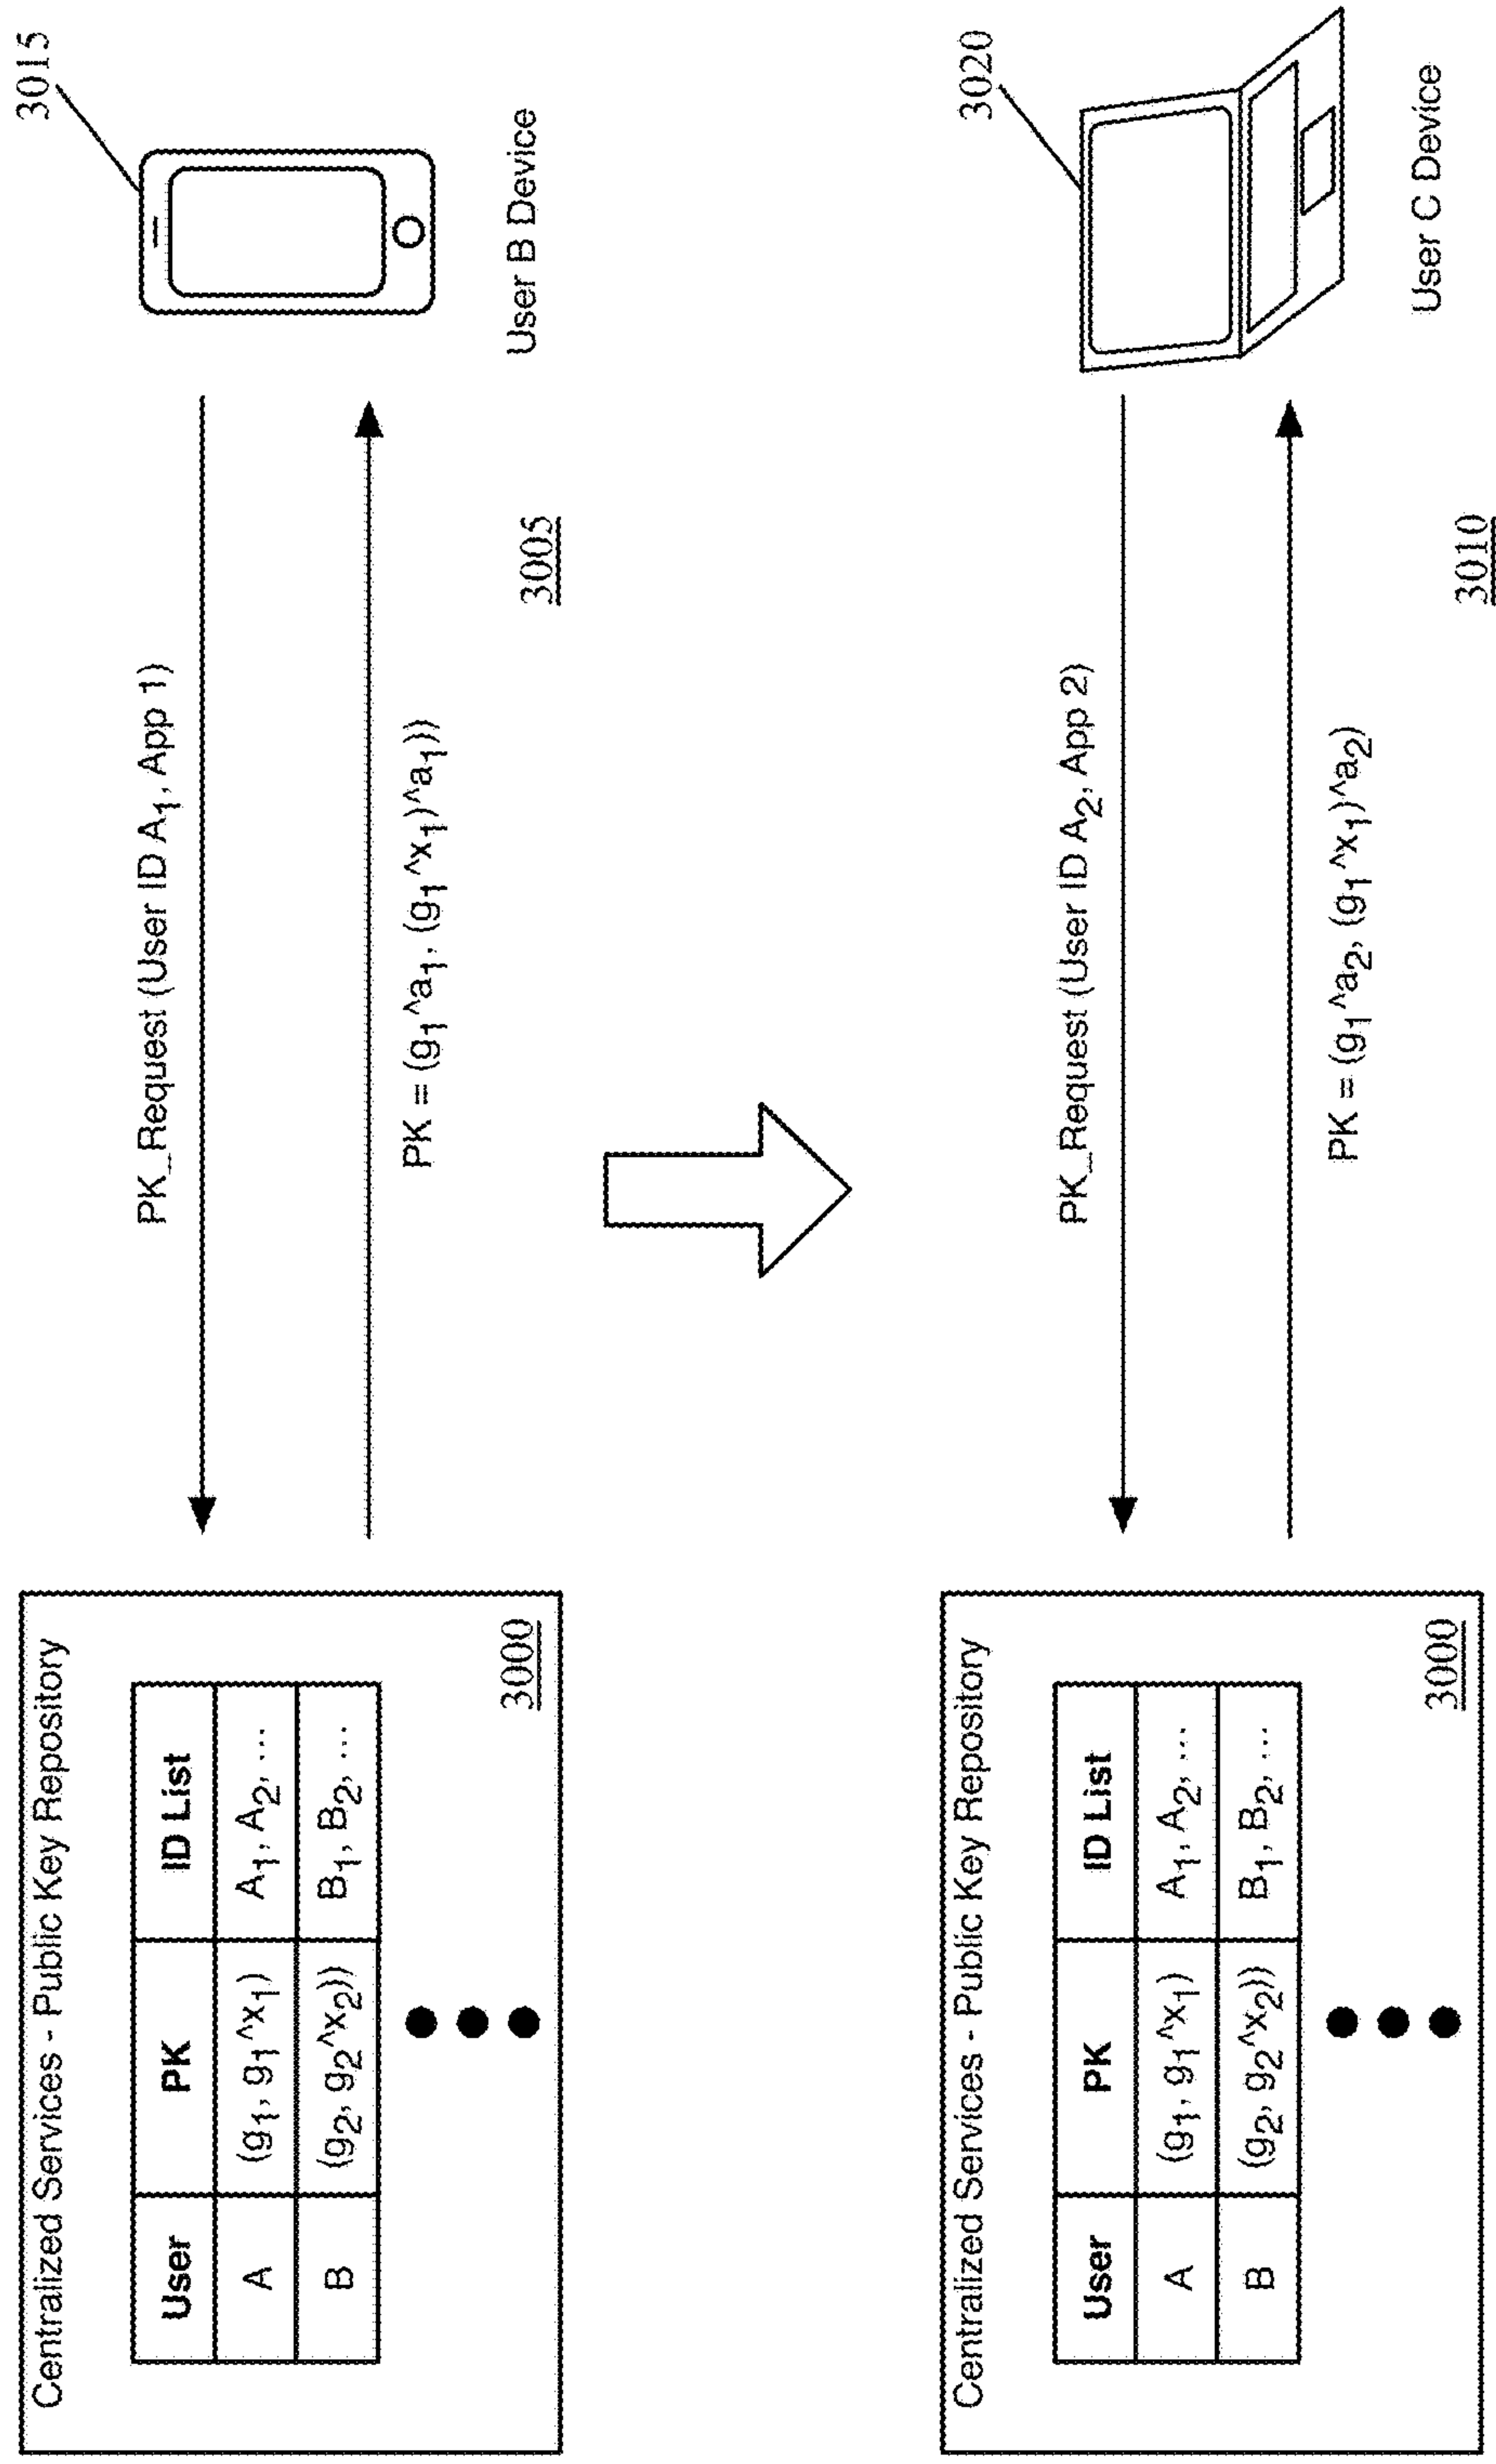 Centralized Services - Public Key Repository
User PK ID List
A (g₁, g₁^x₁) A₁, A₂, ...
B (g₂, g₂^x₂)) B₁, B₂, ...
3000
PK_Request (User ID A₁, App 1)
PK = (g₁^a₁, (g₁^x₁)^a₁))
3005
3015
User B Device
Centralized Services - Public Key Repository
User PK ID List
A (g₁, g₁^x₁) A₁, A₂, ...
B (g₂, g₂^x₂)) B₁, B₂, ...
3000
PK_Request (User ID A₂, App 2)
PK = (g₁^a₂, (g₁^x₁)^a₂)
3010
3020
User C Device